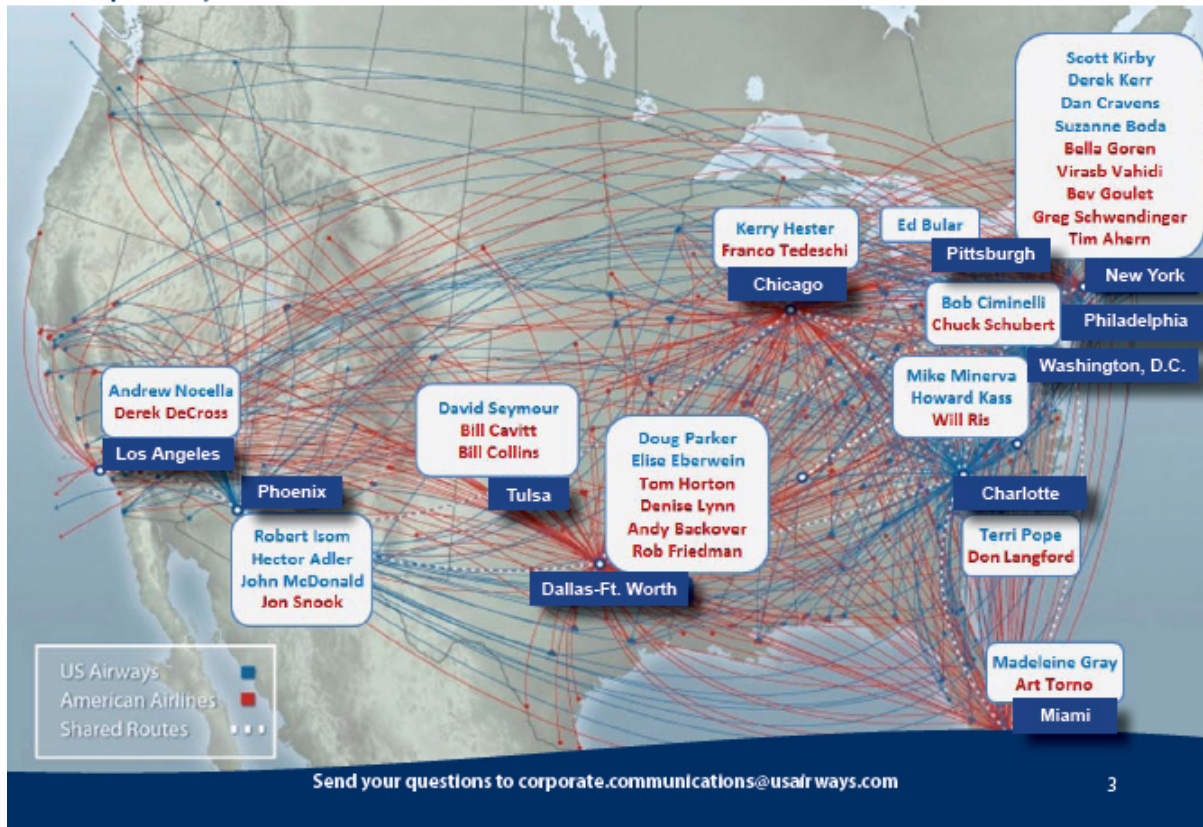 Scott Kirby
Derek Kerr
Dan Cravens
Suzanne Boda
Bella Goren
Virasb Vahidi
Bev Goulet
Greg Schwendinger
Tim Ahern
New York
Kerry Hester
Franco Tedeschi
Chicago
Ed Bular
Pittsburgh
Bob Ciminelli
Chuck Schubert
Philadelphia
Washington, D.C.
Mike Minerva
Howard Kass
Will Ris
Andrew Nocella
Derek DeCross
Los Angeles
David Seymour
Bill Cavitt
Bill Collins
Tulsa
Doug Parker
Elise Eberwein
Tom Horton
Denise Lynn
Andy Backover
Rob Friedman
Dallas-Ft. Worth
Phoenix
Robert Isom
Hector Adler
John McDonald
Jon Snook
Charlotte
Terri Pope
Don Langford
Madeleine Gray
Art Torno
Miami
US Airways
American Airlines
Shared Routes
Send your questions to corporate.communications@usairways.com
3